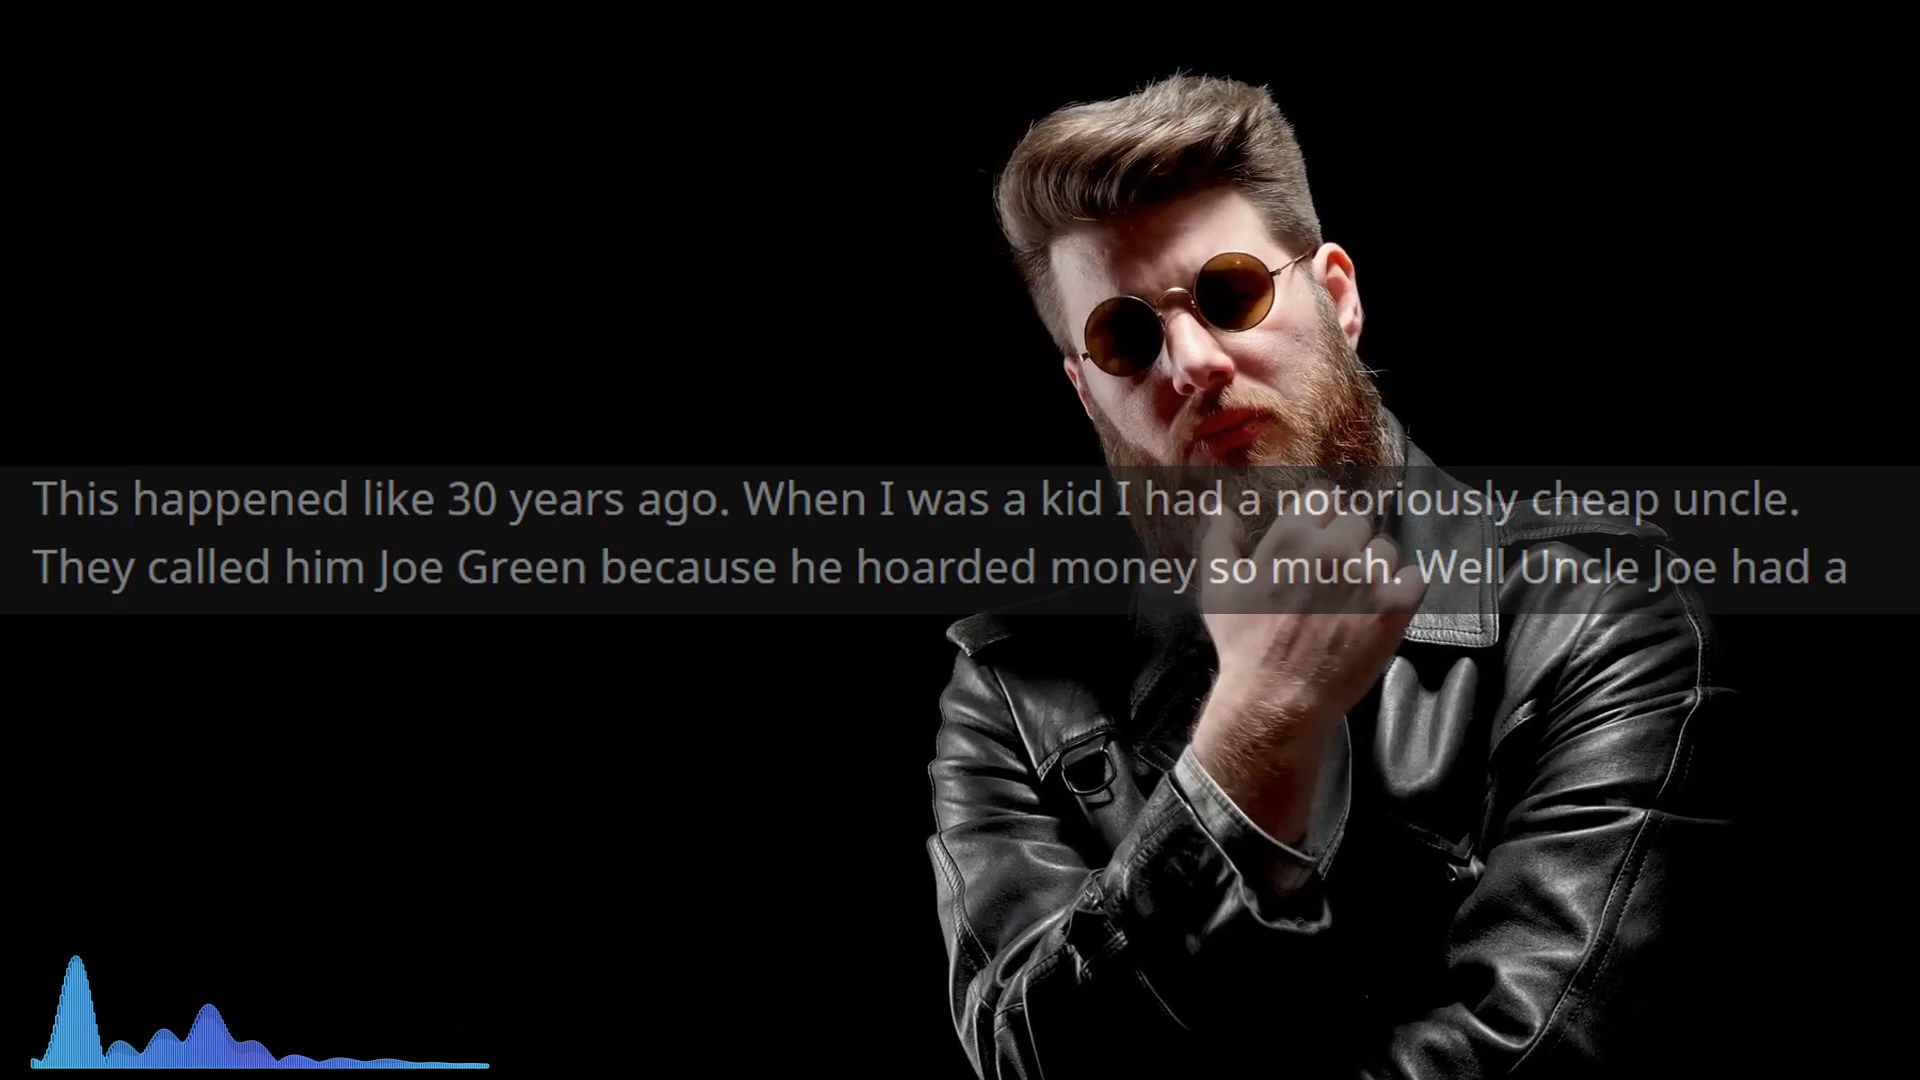 This happened like 30 years ago. When I was a kid I had a notoriously cheap uncle.
They called him Joe Green because he hoarded money so much. Well Uncle Joe had a